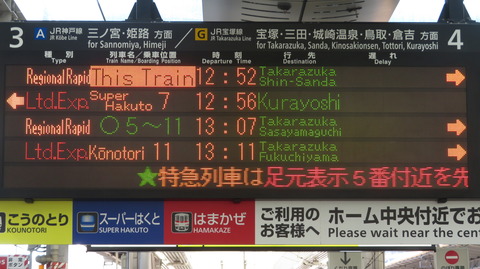 3 A JR神戸線 三ノ宮・姫路 方面 G JR宝塚線 宝塚・三田・城崎温泉・鳥取・倉吉 方面 4
JR Kōbe Line for Sannomiya, Himeji JR Takarazuka Line for Takarazuka, Sanda, Kinosakionsen, Tottori, Kurayoshi
種別 列車名/乗車位置 時刻 行先 遅れ
Type Train Name/Boarding Position Departure Time Destination Delay
Regional Rapid This Train 12:52 Takarazuka Shin-Sanda →
← Ltd.Exp. Super Hakuto 7 12:56 Kurayoshi
Regional Rapid ○5~11 13:07 Takarazuka Sasayamaguchi →
Ltd.Exp. Kōnotori 11 13:11 Takarazuka Fukuchiyama →
★特急列車は足元表示5番付近を先
こうのとり スーパーはくと はまかぜ ご利用の ホーム中央付近でお
KOUNOTORI SUPER HAKUTO HAMAKAZE お客様へ Please wait near the cent